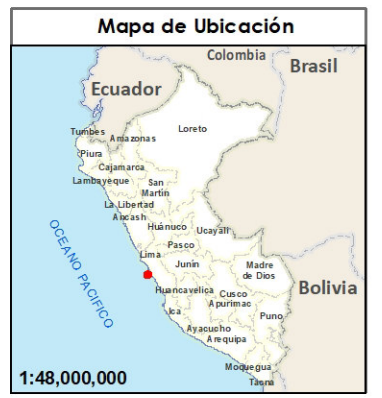 Mapa de Ubicación
Colombia
Brasil
Ecuador
Tumbes
Amazonas
Loreto
Piura
Cajamarca
Lambayeque
San
Martin
La Libertad
Ancash
Huánuco
Ucayali
Pasco
Lima
Junín
Madre
de Dios
OCEANO PACIFICO
Huancavelica
Cusco
Apurimac
Bolivia
Ica
Puno
Ayacucho
Arequipa
Moquegua
1:48,000,000
Tacna